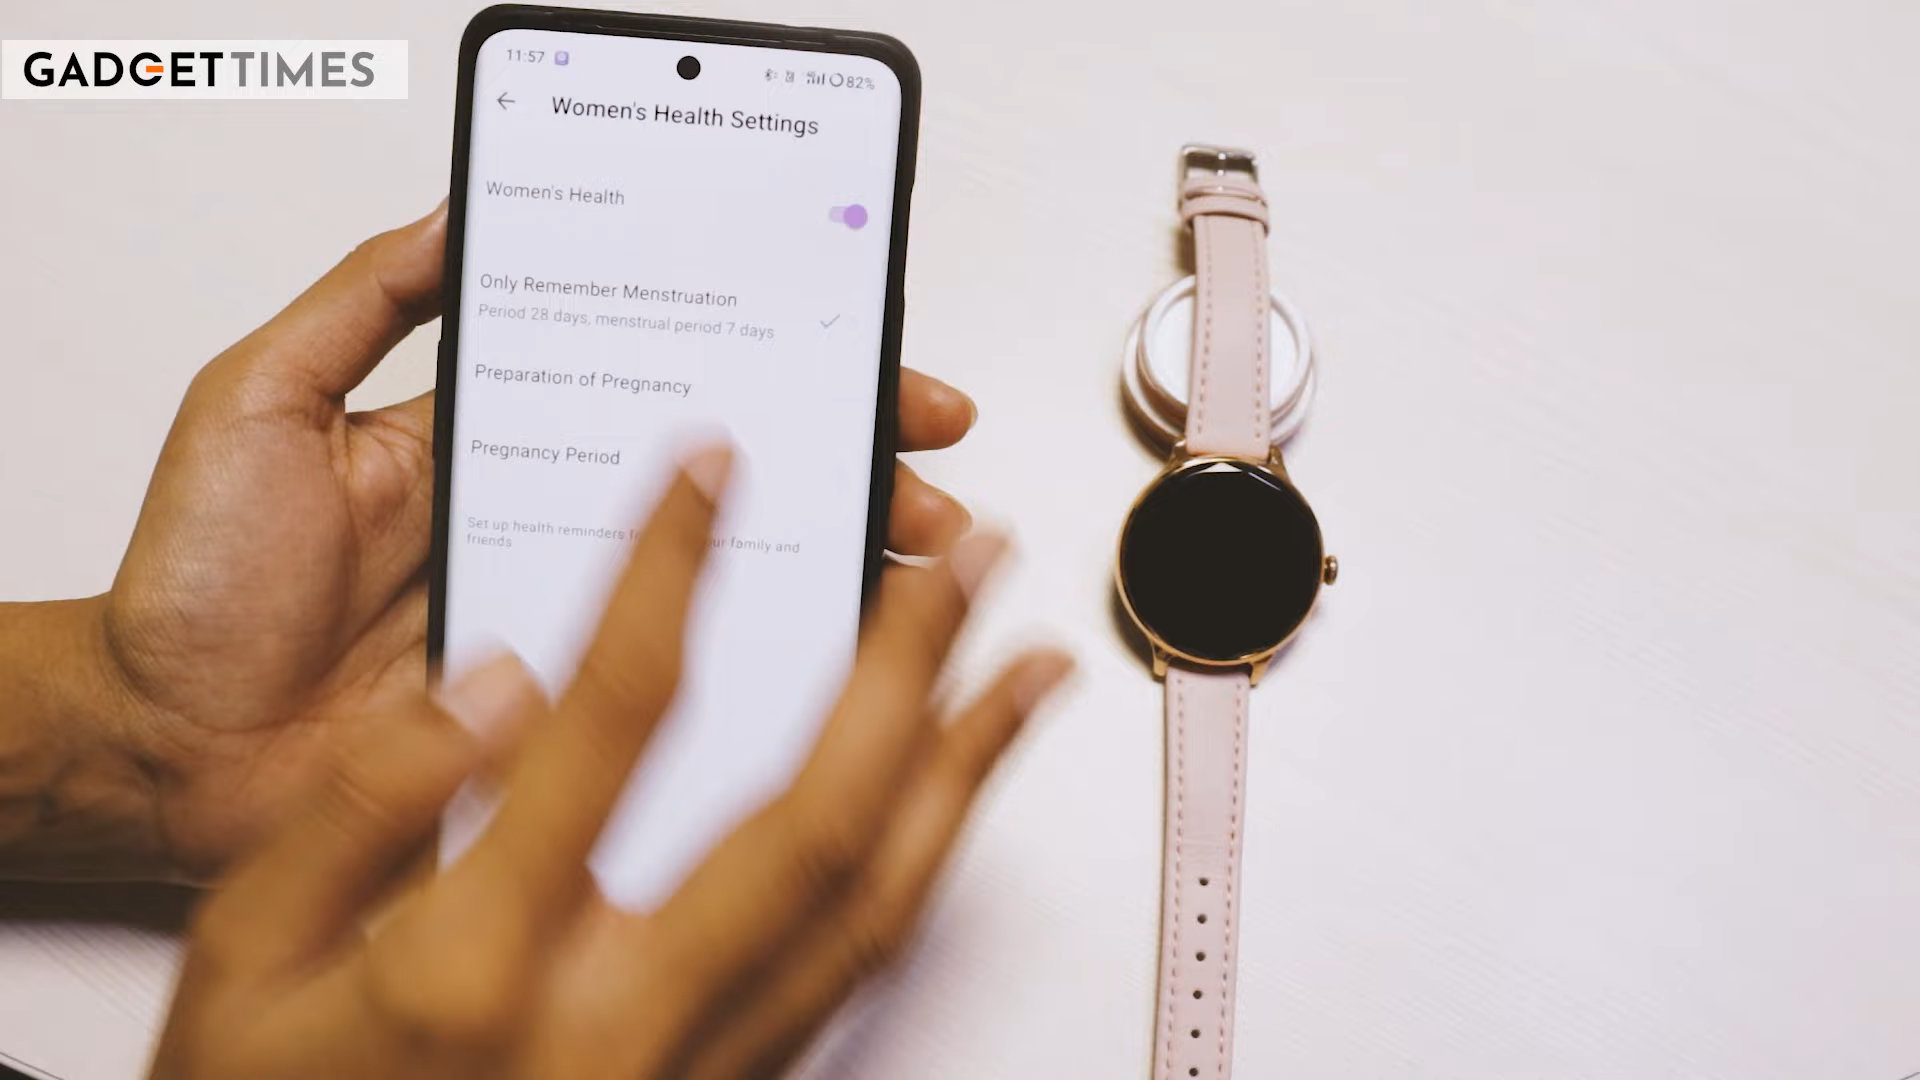 GADGETTIMES
11:57
82%
Women's Health Settings
Women's Health
Only Remember Menstruation
Period 28 days, menstrual period 7 days
Preparation of Pregnancy
Pregnancy Period
Set up health reminders family and
friends